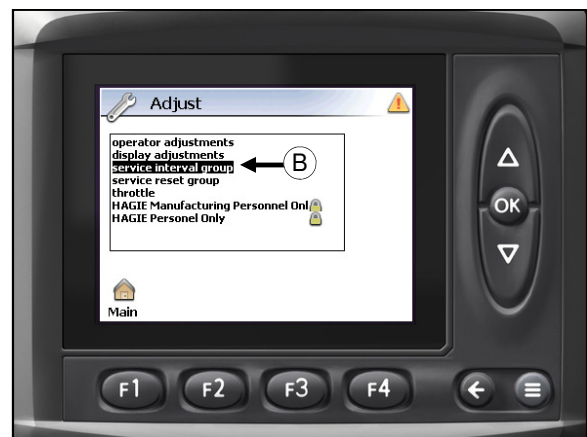 Adjust
operator adjustments
display adjustments
service interval group
B
service reset group
throttle
HAGIE Manufacturing Personnel Onl
HAGIE Personel Only
Main
OK
F1 F2 F3 F4